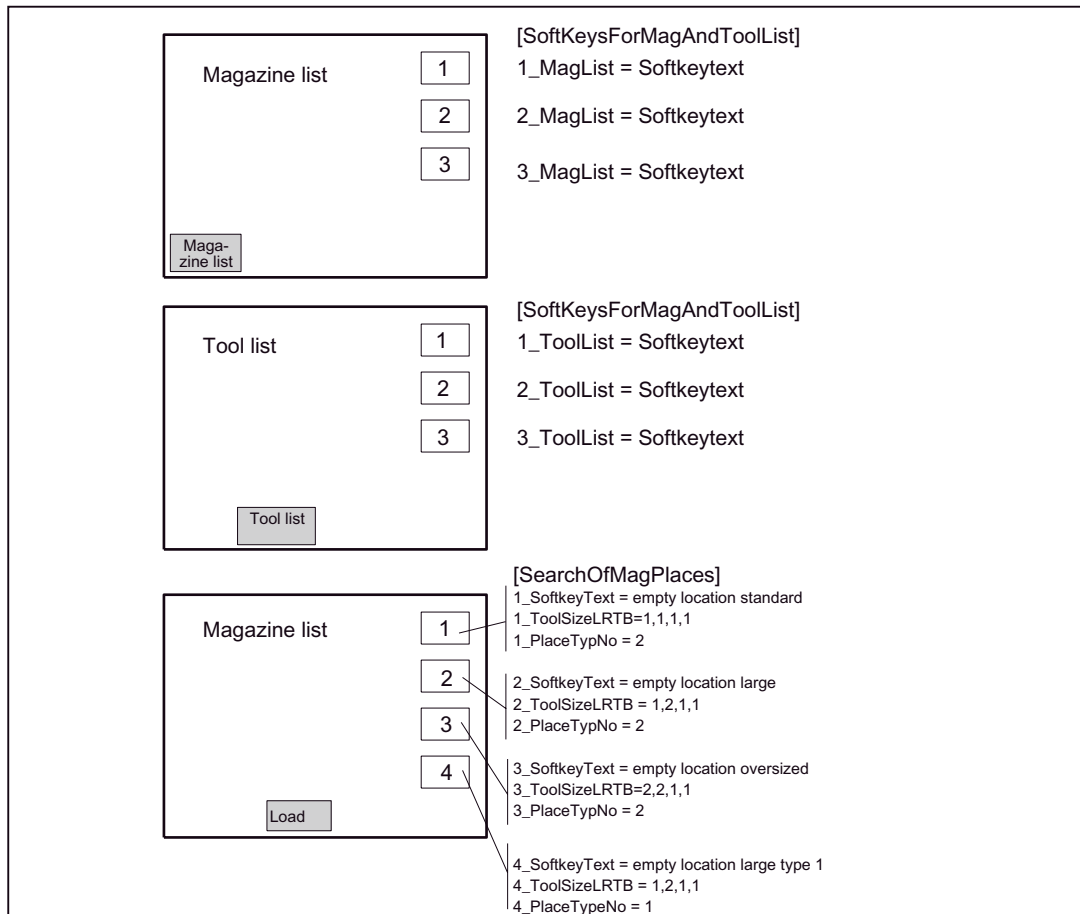 [SoftKeysForMagAndToolList]
Magazine list
1
1_MagList = Softkeytext
2
2_MagList = Softkeytext
3
3_MagList = Softkeytext
Maga-
zine list
[SoftKeysForMagAndToolList]
Tool list
1
1_ToolList = Softkeytext
2
2_ToolList = Softkeytext
3
3_ToolList = Softkeytext
Tool list
[SearchOfMagPlaces]
Magazine list
1
1_SoftkeyText = empty location standard
1_ToolSizeLRTB=1,1,1,1
1_PlaceTypNo = 2
2
2_SoftkeyText = empty location large
2_ToolSizeLRTB = 1,2,1,1
2_PlaceTypNo = 2
3
3_SoftkeyText = empty location oversized
3_ToolSizeLRTB=2,2,1,1
3_PlaceTypNo = 2
4
Load
4_SoftkeyText = empty location large type 1
4_ToolSizeLRTB = 1,2,1,1
4_PlaceTypeNo = 1